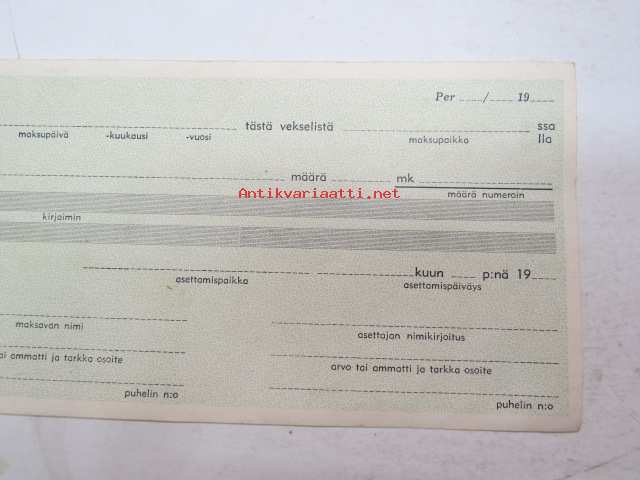 Per ___/___ 19___
tästä vekselistä ssa
maksupäivä -kuukausi -vuosi maksupaikka lla
määrä mk
Antikvariaatti.net määrä numeroin
kirjaimin
kuun p:nä 19
asettamispaikka asettamispäiväys
maksavan nimi asettajan nimikirjoitus
ai ammatti ja tarkka osoite arvo tai ammatti ja tarkka osoite
puhelin n:o puhelin n:o